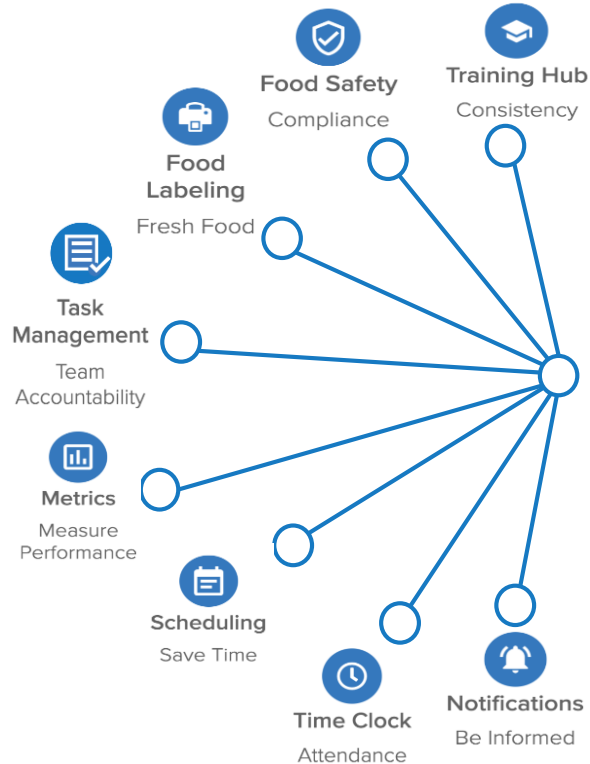 Training Hub
Consistency
Food Safety
Compliance
Food
Labeling
Fresh Food
Task
Management
Team
Accountability
Metrics
Measure
Performance
Scheduling
Save Time
Time Clock
Attendance
Notifications
Be Informed